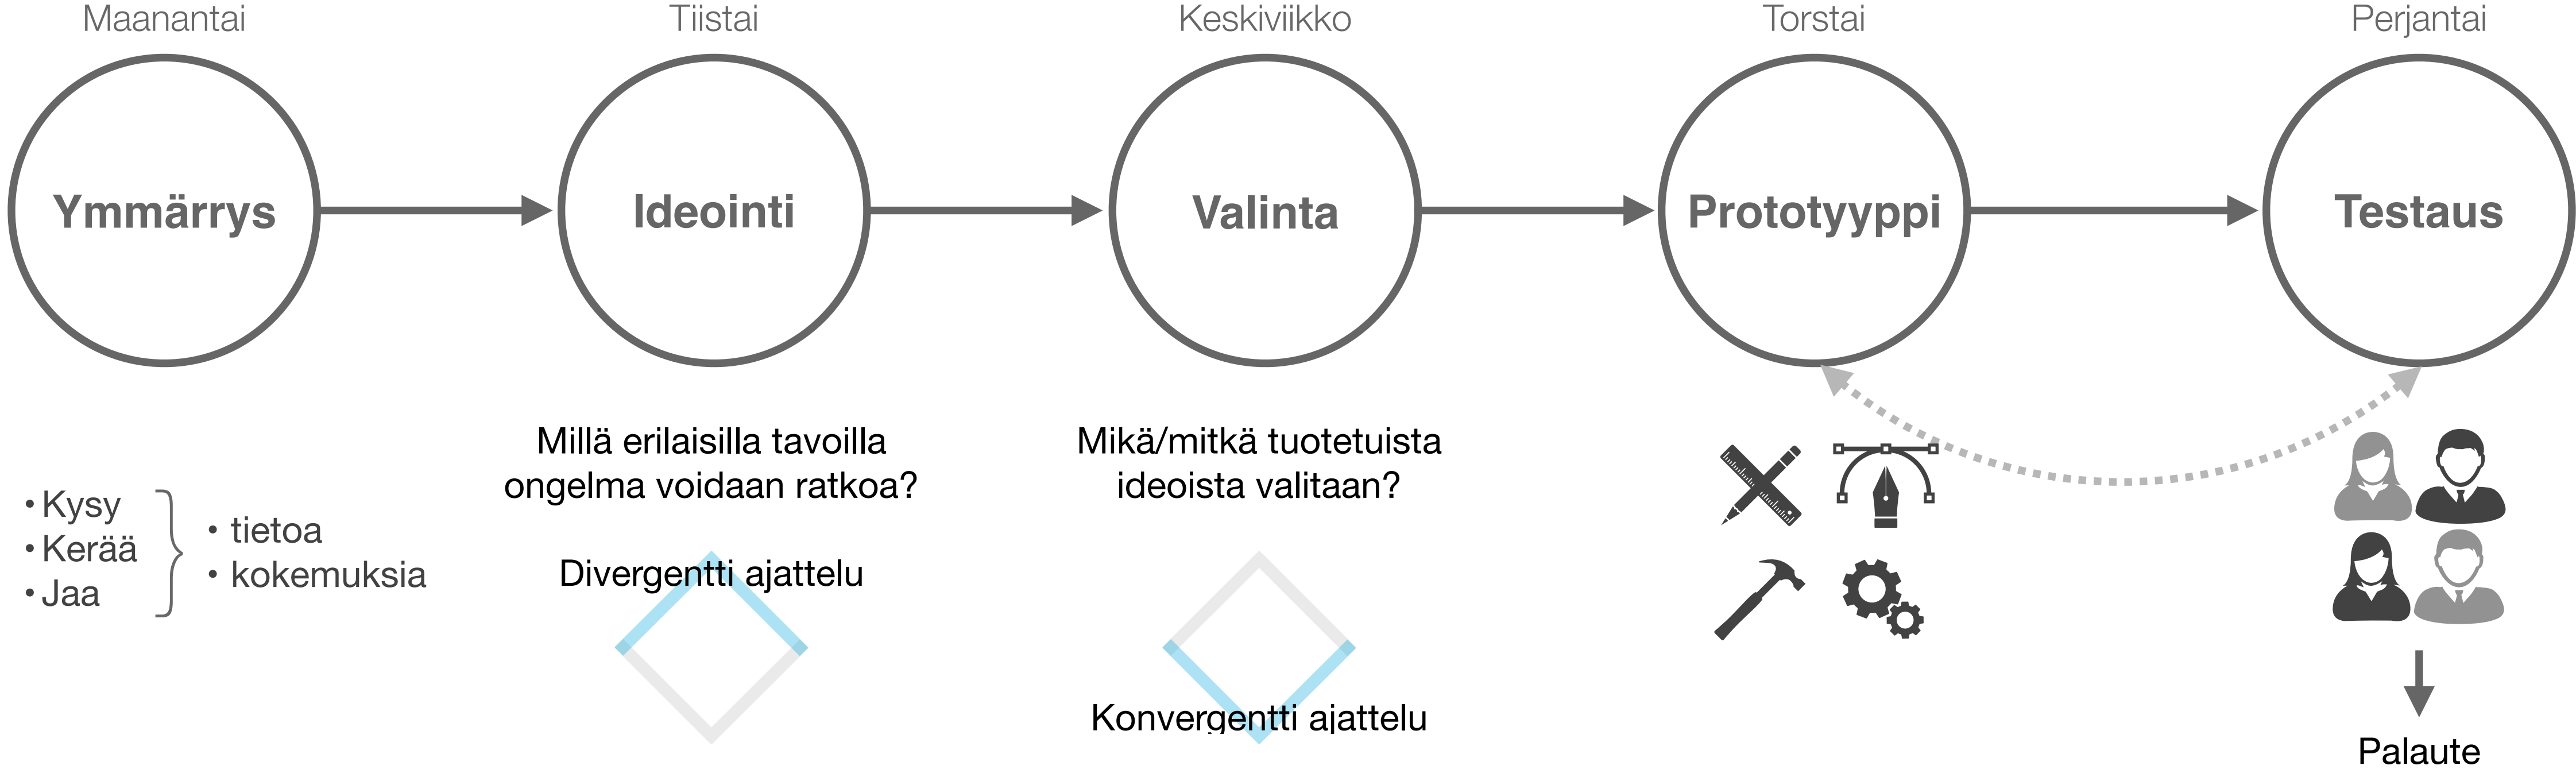 Maanantai
Tiistai
Keskiviikko
Torstai
Perjantai
Ymmärrys
Ideointi
Valinta
Prototyyppi
Testaus
• Kysy
• Kerää
• Jaa
• tietoa
• kokemuksia
Millä erilaisilla tavoilla
ongelma voidaan ratkoa?
Divergentti ajattelu
Mikä/mitkä tuotetuista
ideoista valitaan?
Konvergentti ajattelu
Palaute